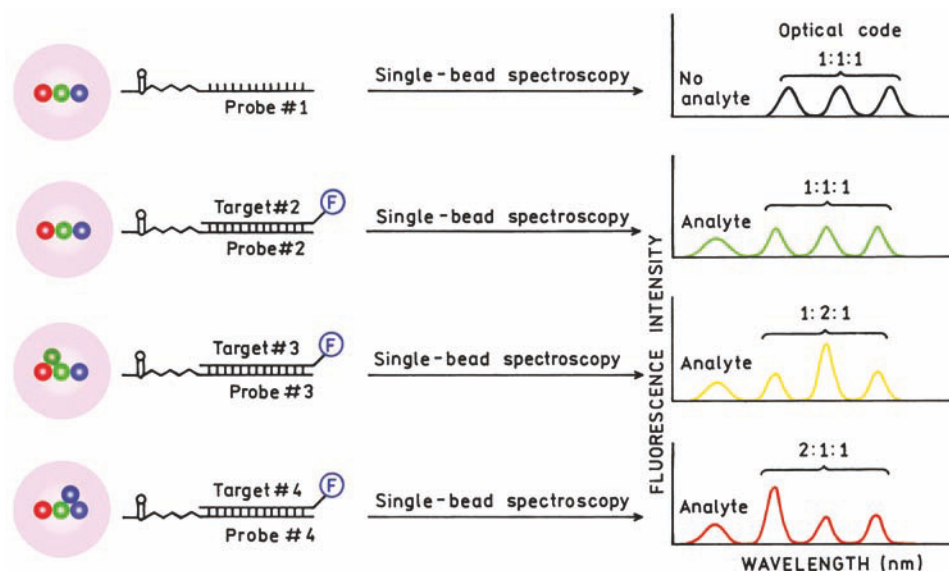 Optical code
1:1:1
No
analyte
Single-bead spectroscopy
Probe #1
1:1:1
Analyte
Target#2
F
Single-bead spectroscopy
Probe#2
1:2:1
Analyte
Target#3
F
Single-bead spectroscopy
Probe #3
2:1:1
Analyte
Target#4
F
Single-bead spectroscopy
Probe #4
FLUORESCENCE INTENSITY
WAVELENGTH (nm)